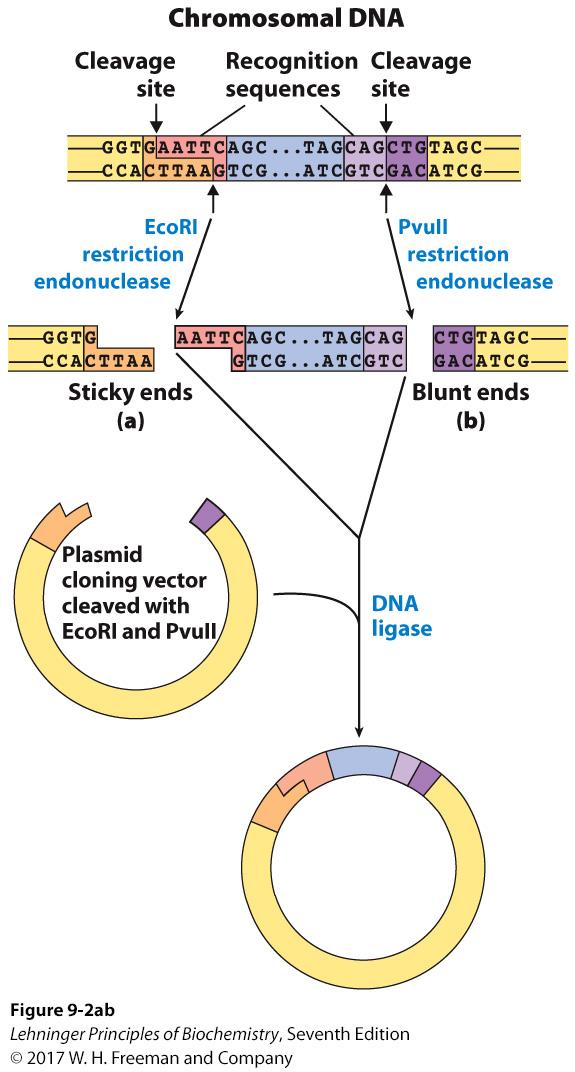 Chromosomal DNA
Cleavage site
Recognition sequences
Cleavage site
GGTGAATTCAGC...TAGCAGCTGTAGC
CCACTTAAGTCG...ATCGTCGACATCG
EcoRI restriction endonuclease
PvuII restriction endonuclease
GGTG
CCACTTAA
AATTCAGC...TAGCAG
GTCG...ATCGTC
CTGTAGC
GACATCG
Sticky ends
(a)
Blunt ends
(b)
Plasmid
cloning vector
cleaved with
EcoRI and PvuII
DNA
ligase
Figure 9-2ab
Lehninger Principles of Biochemistry, Seventh Edition
© 2017 W. H. Freeman and Company